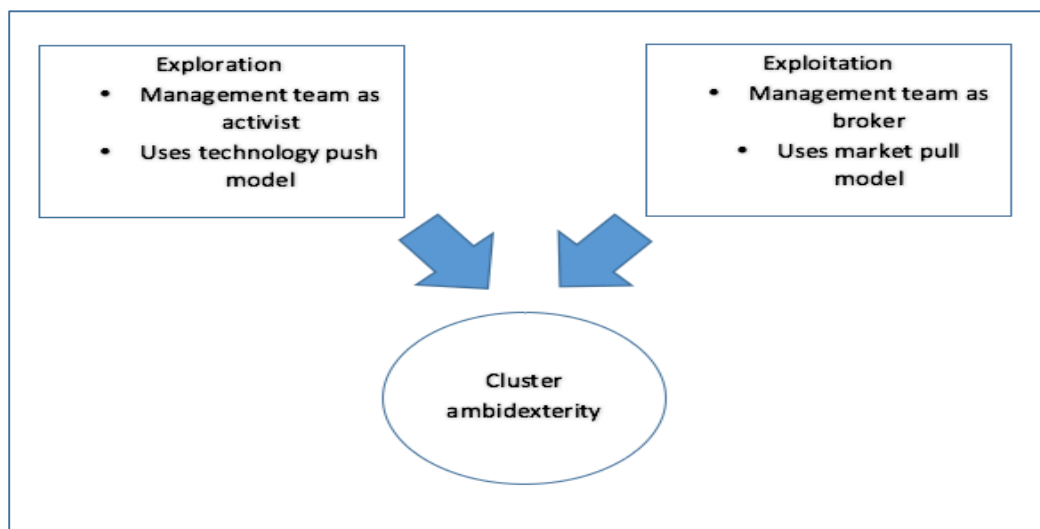 Exploration
• Management team as
activist
• Uses technology push
model
Exploitation
• Management team as
broker
• Uses market pull
model
Cluster
ambidexterity